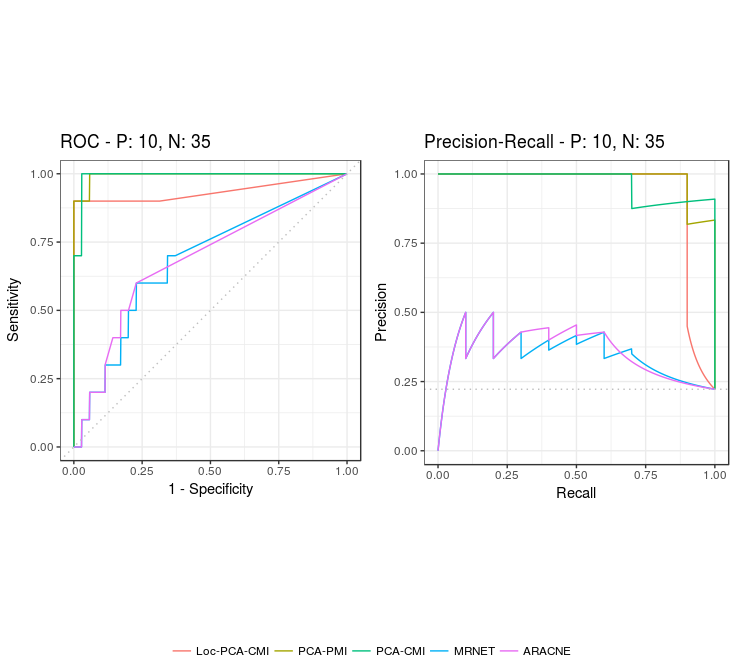 ROC - P: 10, N: 35
Precision-Recall - P: 10, N: 35
Sensitivity
1.00
0.75
0.50
0.25
0.00
0.00 0.25 0.50 0.75 1.00
1 - Specificity
Precision
1.00
0.75
0.50
0.25
0.00
0.00 0.25 0.50 0.75 1.00
Recall
Loc-PCA-CMI PCA-PMI PCA-CMI MRNET ARACNE